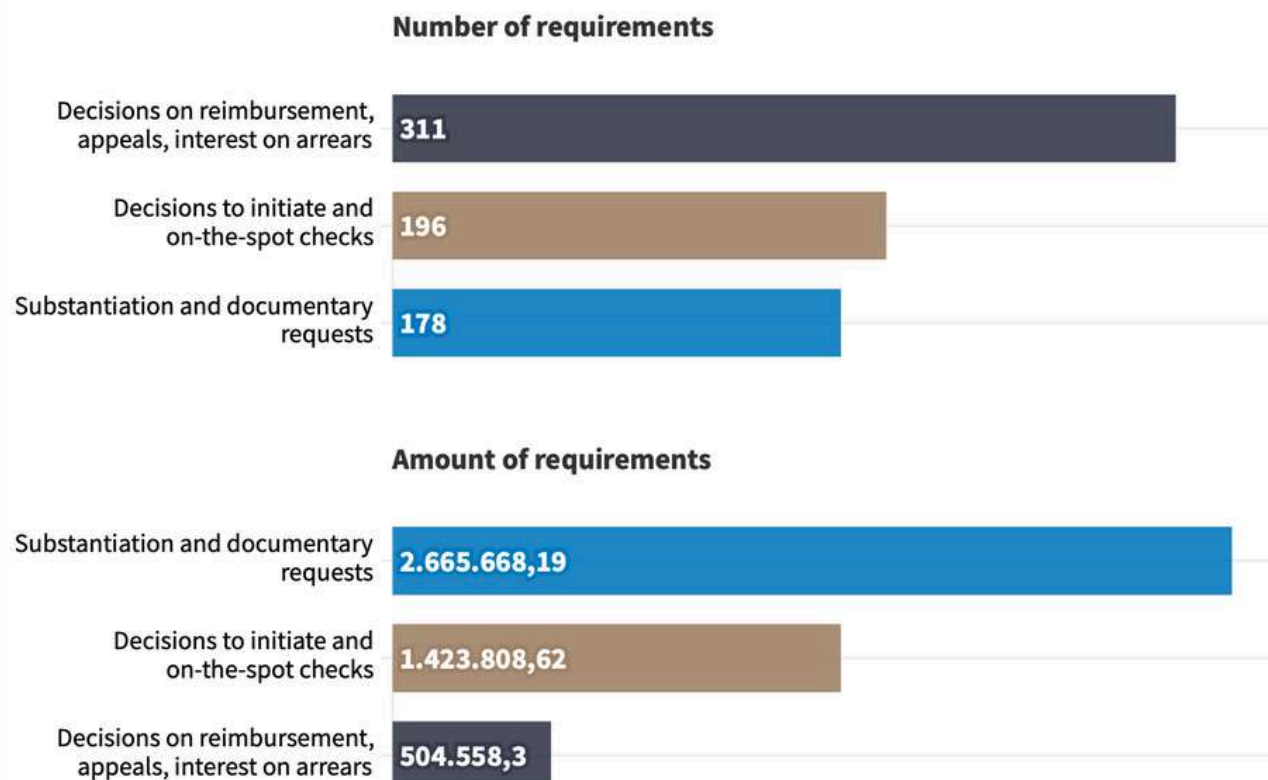 Number of requirements
Decisions on reimbursement,
appeals, interest on arrears
311
Decisions to initiate and
on-the-spot checks
196
Substantiation and documentary
requests
178
Amount of requirements
Substantiation and documentary
requests
2.665.668,19
Decisions to initiate and
on-the-spot checks
1.423.808,62
Decisions on reimbursement,
appeals, interest on arrears
504.558,3